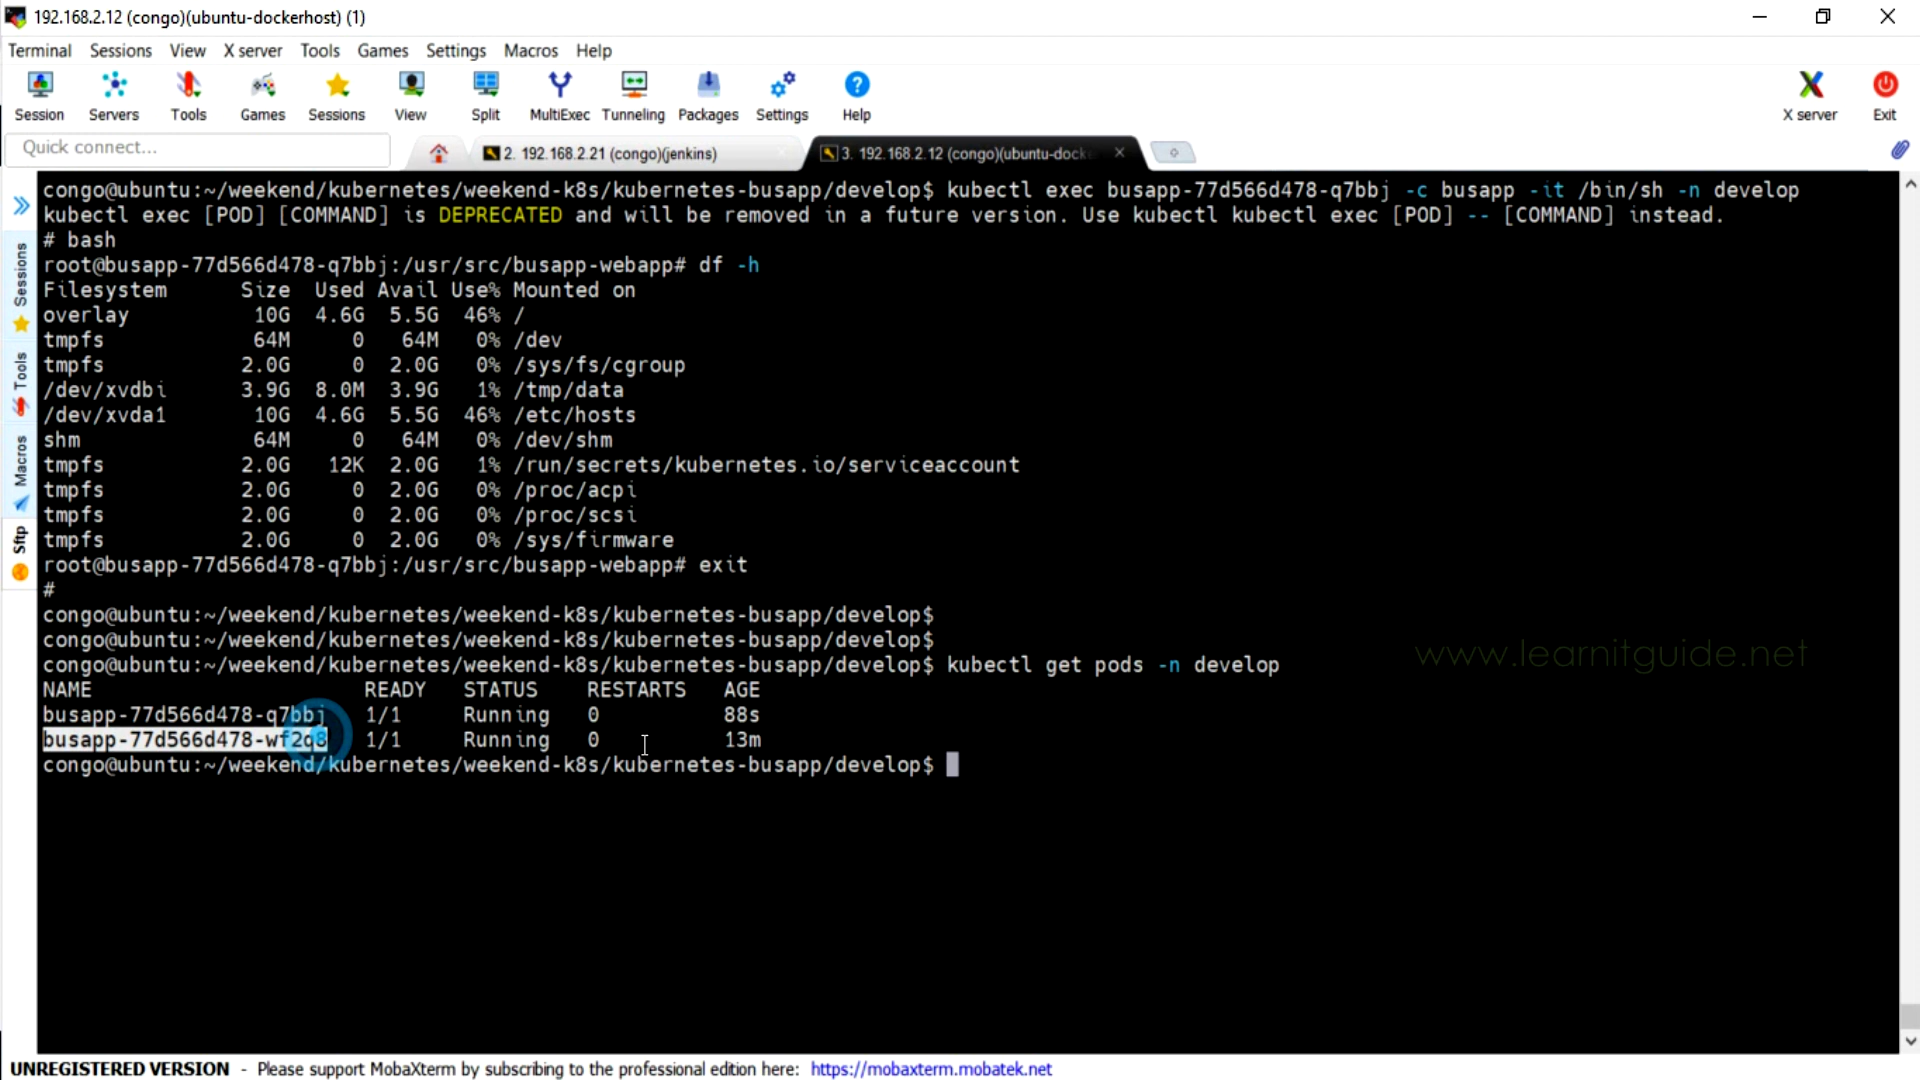 192.168.2.12 (congo)(ubuntu-dockerhost) (1)
Terminal Sessions View X server Tools Games Settings Macros Help
Session Servers Tools Games Sessions View Split MultiExec Tunneling Packages Settings Help X server Exit
Quick connect...
2. 192.168.2.21 (congo)(jenkins)
3. 192.168.2.12 (congo)(ubuntu-docke
Sessions
Tools
Macros
Sftp
congo@ubuntu:~/weekend/kubernetes/weekend-k8s/kubernetes-busapp/develop$ kubectl exec busapp-77d566d478-q7bbj -c busapp -it /bin/sh -n develop
kubectl exec [POD] [COMMAND] is DEPRECATED and will be removed in a future version. Use kubectl kubectl exec [POD] -- [COMMAND] instead.
# bash
root@busapp-77d566d478-q7bbj:/usr/src/busapp-webapp# df -h
Filesystem Size Used Avail Use% Mounted on
overlay 10G 4.6G 5.5G 46% /
tmpfs 64M 0 64M 0% /dev
tmpfs 2.0G 0 2.0G 0% /sys/fs/cgroup
/dev/xvdbi 3.9G 8.0M 3.9G 1% /tmp/data
/dev/xvda1 10G 4.6G 5.5G 46% /etc/hosts
shm 64M 0 64M 0% /dev/shm
tmpfs 2.0G 12K 2.0G 1% /run/secrets/kubernetes.io/serviceaccount
tmpfs 2.0G 0 2.0G 0% /proc/acpi
tmpfs 2.0G 0 2.0G 0% /proc/scsi
tmpfs 2.0G 0 2.0G 0% /sys/firmware
root@busapp-77d566d478-q7bbj:/usr/src/busapp-webapp# exit
#
congo@ubuntu:~/weekend/kubernetes/weekend-k8s/kubernetes-busapp/develop$
congo@ubuntu:~/weekend/kubernetes/weekend-k8s/kubernetes-busapp/develop$
congo@ubuntu:~/weekend/kubernetes/weekend-k8s/kubernetes-busapp/develop$ kubectl get pods -n develop
www.learnitguide.net
NAME READY STATUS RESTARTS AGE
busapp-77d566d478-q7bbj 1/1 Running 0 88s
busapp-77d566d478-wf2q8 1/1 Running 0 13m
congo@ubuntu:~/weekend/kubernetes/weekend-k8s/kubernetes-busapp/develop$
UNREGISTERED VERSION - Please support MobaXterm by subscribing to the professional edition here: https://mobaxterm.mobatek.net